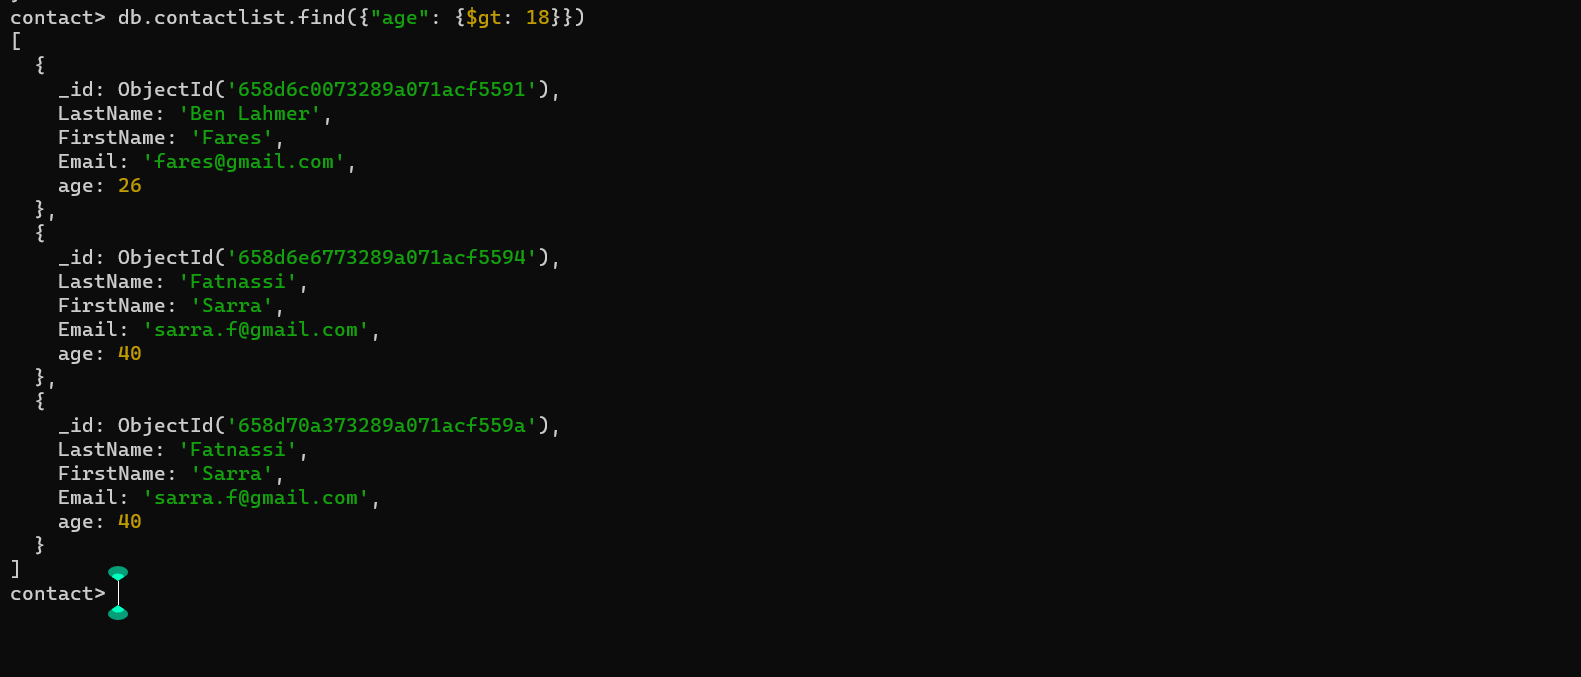 contact> db.contactlist.find({"age": {$gt: 18}})
[
  {
    _id: ObjectId('658d6c0073289a071acf5591'),
    LastName: 'Ben Lahmer',
    FirstName: 'Fares',
    Email: 'fares@gmail.com',
    age: 26
  },
  {
    _id: ObjectId('658d6e6773289a071acf5594'),
    LastName: 'Fatnassi',
    FirstName: 'Sarra',
    Email: 'sarra.f@gmail.com',
    age: 40
  },
  {
    _id: ObjectId('658d70a373289a071acf559a'),
    LastName: 'Fatnassi',
    FirstName: 'Sarra',
    Email: 'sarra.f@gmail.com',
    age: 40
  }
]
contact>